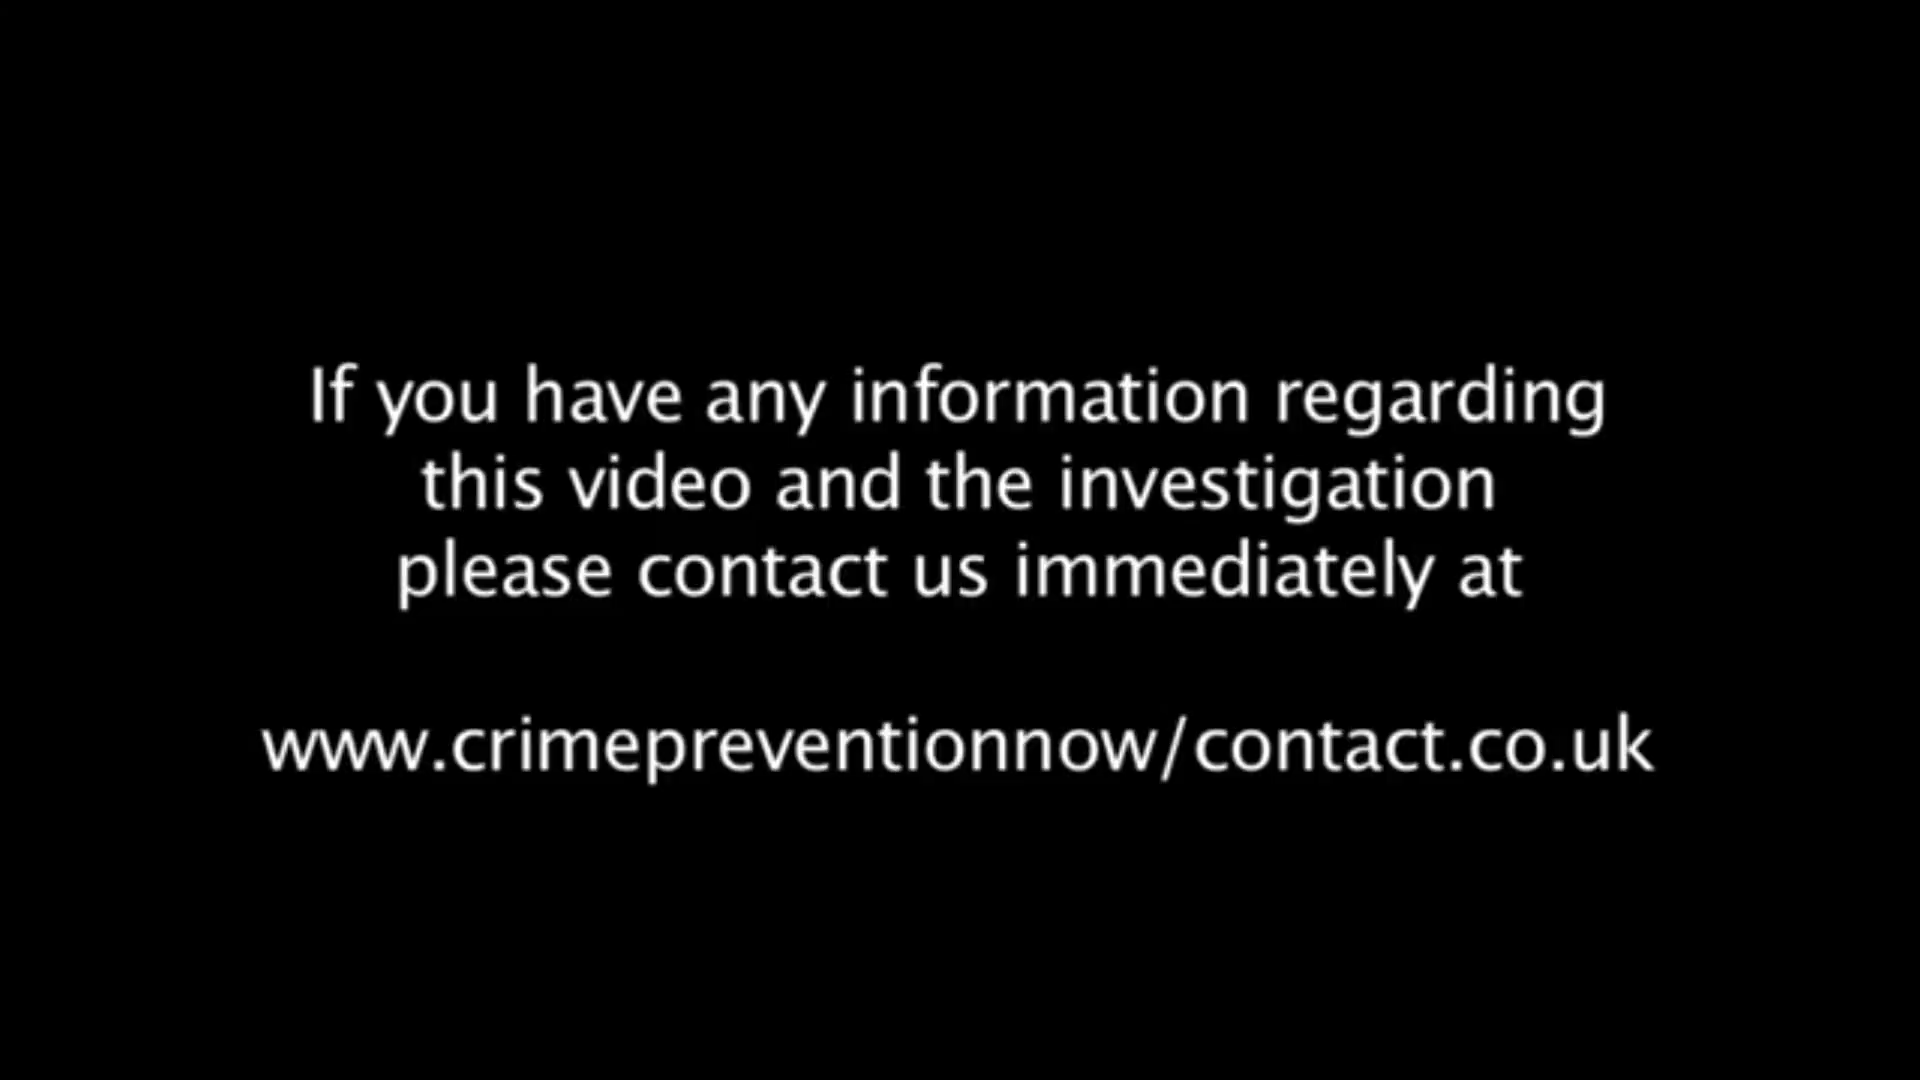 If you have any information regarding
this video and the investigation
please contact us immediately at
www.crimepreventionnow/contact.co.uk